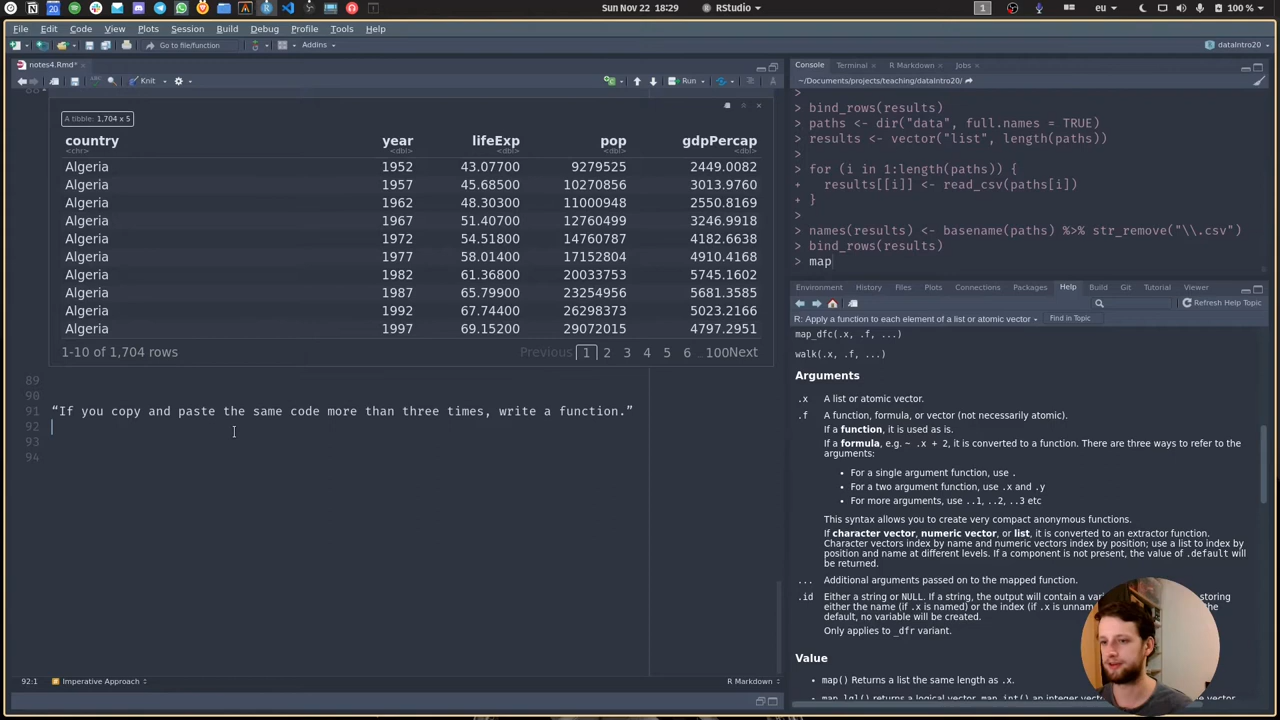 Sun Nov 22 18:29
RStudio
1
eu
100 %
File Edit Code View Plots Session Build Debug Profile Tools Help
Go to file/function
Addins
dataIntro20
notes4.Rmd*
Knit
Run
88
A tibble: 1,704 x 5
country year lifeExp pop gdpPercap
<chr> <dbl> <dbl> <dbl> <dbl>
Algeria 1952 43.07700 9279525 2449.0082
Algeria 1957 45.68500 10270856 3013.9760
Algeria 1962 48.30300 11000948 2550.8169
Algeria 1967 51.40700 12760499 3246.9918
Algeria 1972 54.51800 14760787 4182.6638
Algeria 1977 58.01400 17152804 4910.4168
Algeria 1982 61.36800 20033753 5745.1602
Algeria 1987 65.79900 23254956 5681.3585
Algeria 1992 67.74400 26298373 5023.2166
Algeria 1997 69.15200 29072015 4797.2951
1-10 of 1,704 rows
Previous 1 2 3 4 5 6 ... 100 Next
89
90
91 “If you copy and paste the same code more than three times, write a function.”
92
93
94
92:1 Imperative Approach R Markdown
Console Terminal R Markdown Jobs
~/Documents/projects/teaching/dataIntro20/
>
> bind_rows(results)
> paths <- dir("data", full.names = TRUE)
> results <- vector("list", length(paths))
>
> for (i in 1:length(paths)) {
+ results[[i]] <- read_csv(paths[i])
+ }
>
> names(results) <- basename(paths) %>% str_remove("\\.csv")
> bind_rows(results)
> map
Environment History Files Plots Connections Packages Help Build Git Tutorial Viewer
Refresh Help Topic
R: Apply a function to each element of a list or atomic vector
Find in Topic
map_dfc(.x, .f, ...)
walk(.x, .f, ...)
Arguments
.x A list or atomic vector.
.f A function, formula, or vector (not necessarily atomic).
If a function, it is used as is.
If a formula, e.g. ~ .x + 2, it is converted to a function. There are three ways to refer to the
arguments:
• For a single argument function, use .
• For a two argument function, use .x and .y
• For more arguments, use ..1, ..2, ..3 etc
This syntax allows you to create very compact anonymous functions.
If character vector, numeric vector, or list, it is converted to an extractor function.
Character vectors index by name and numeric vectors index by position; use a list to index by
position and name at different levels. If a component is not present, the value of .default will
be returned.
... Additional arguments passed on to the mapped function.
.id Either a string or NULL. If a string, the output will contain a storing
either the name (if .x is named) or the index (if .x is the
default, no variable will be created.
Only applies to _dfr variant.
Value
• map() Returns a list the same length as .x.